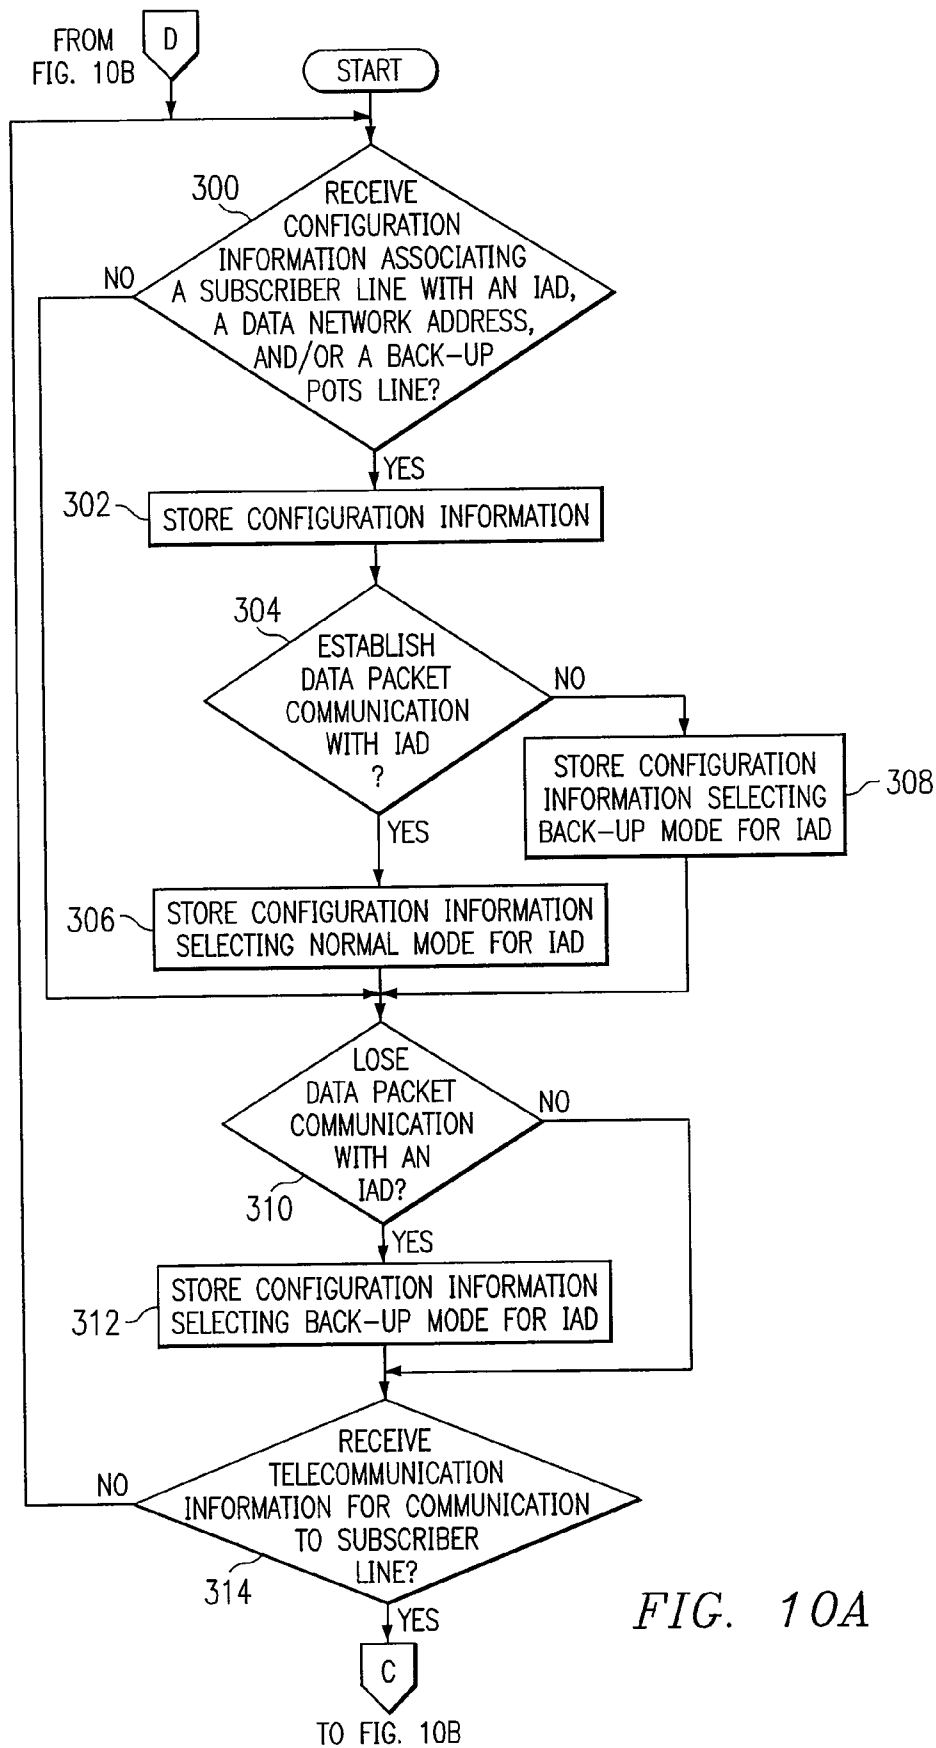 FROM
FIG. 10B
D
START
300
RECEIVE
CONFIGURATION
INFORMATION ASSOCIATING
A SUBSCRIBER LINE WITH AN IAD,
A DATA NETWORK ADDRESS,
AND/OR A BACK-UP
POTS LINE?
NO
YES
302
STORE CONFIGURATION INFORMATION
304
ESTABLISH
DATA PACKET
COMMUNICATION
WITH IAD
?
NO
YES
STORE CONFIGURATION
INFORMATION SELECTING
BACK-UP MODE FOR IAD
308
306
STORE CONFIGURATION INFORMATION
SELECTING NORMAL MODE FOR IAD
LOSE
DATA PACKET
COMMUNICATION
WITH AN
IAD?
NO
310
YES
312
STORE CONFIGURATION INFORMATION
SELECTING BACK-UP MODE FOR IAD
RECEIVE
TELECOMMUNICATION
INFORMATION FOR COMMUNICATION
TO SUBSCRIBER
LINE?
NO
314
YES
C
TO FIG. 10B
FIG. 10A